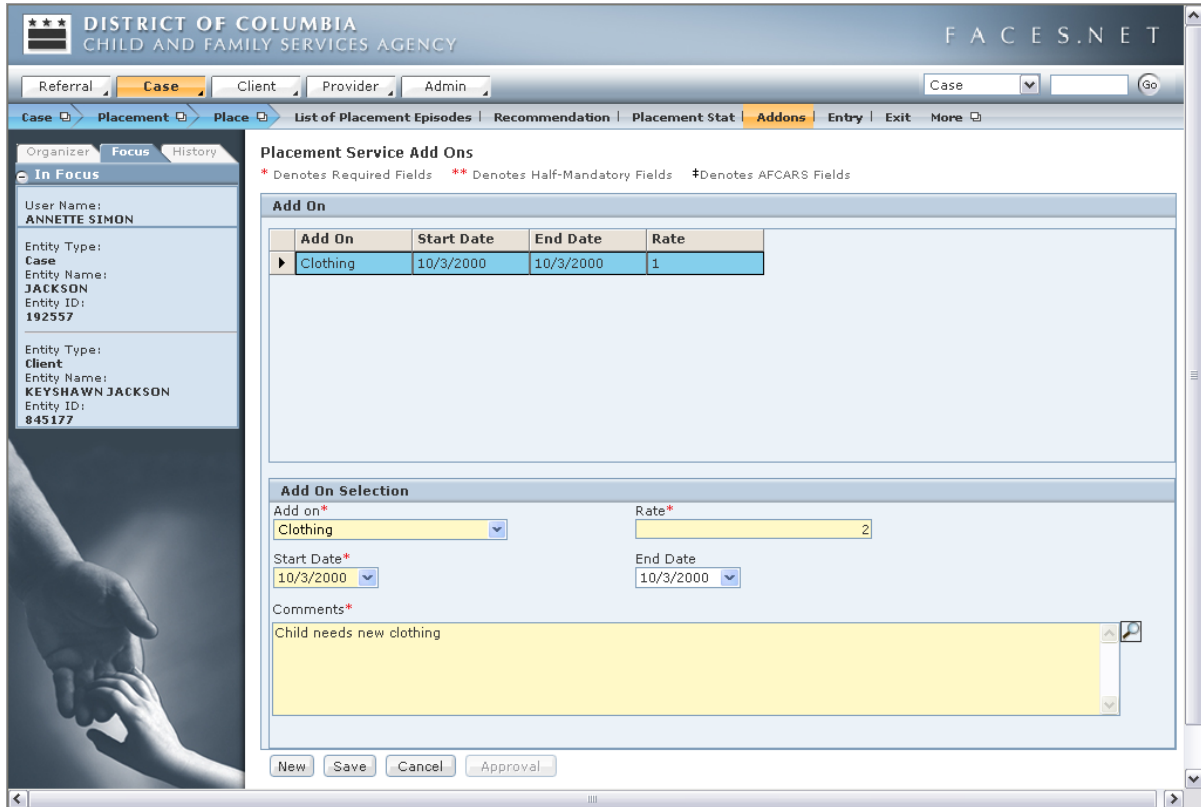 DISTRICT OF COLUMBIA
CHILD AND FAMILY SERVICES AGENCY
FACES.NET
Referral Case Client Provider Admin Case Go
Case Placement Place List of Placement Episodes Recommendation Placement Stat Addons Entry Exit More
Organizer Focus History
In Focus
User Name:
ANNETTE SIMON
Entity Type:
Case
Entity Name:
JACKSON
Entity ID:
192557
Entity Type:
Client
Entity Name:
KEYSHAWN JACKSON
Entity ID:
845177
Placement Service Add Ons
* Denotes Required Fields ** Denotes Half-Mandatory Fields ‡Denotes AFCARS Fields
Add On
Add On Start Date End Date Rate
Clothing 10/3/2000 10/3/2000 1
Add On Selection
Add on* Rate*
Clothing 2
Start Date* End Date
10/3/2000 10/3/2000
Comments*
Child needs new clothing
New Save Cancel Approval